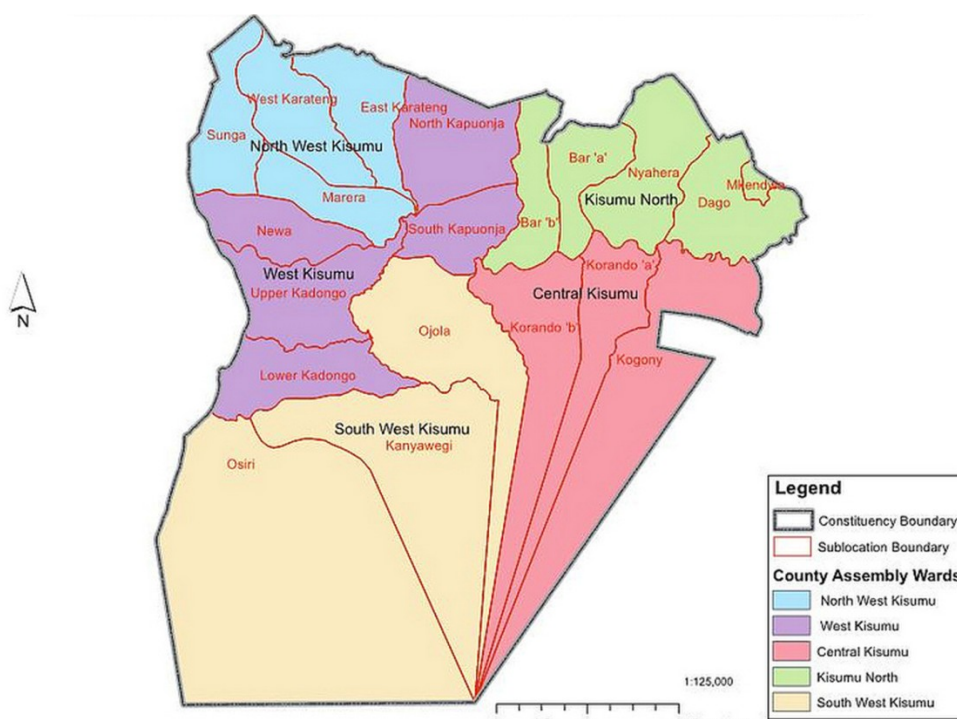 West Karateng
East Karateng
North Kapuonja
Sunga
North West Kisumu
Marera
Bar 'a'
Nyahera
Mkendwa
Kisumu North
Dago
Newa
South Kapuonja
Bar 'b'
West Kisumu
Upper Kadongo
Korando 'a'
Central Kisumu
N
Ojola
Korando 'b'
Lower Kadongo
Kogony
South West Kisumu
Kanyawegi
Osiri
Legend
Constituency Boundary
Sublocation Boundary
County Assembly Wards
North West Kisumu
West Kisumu
Central Kisumu
Kisumu North
South West Kisumu
1:125,000